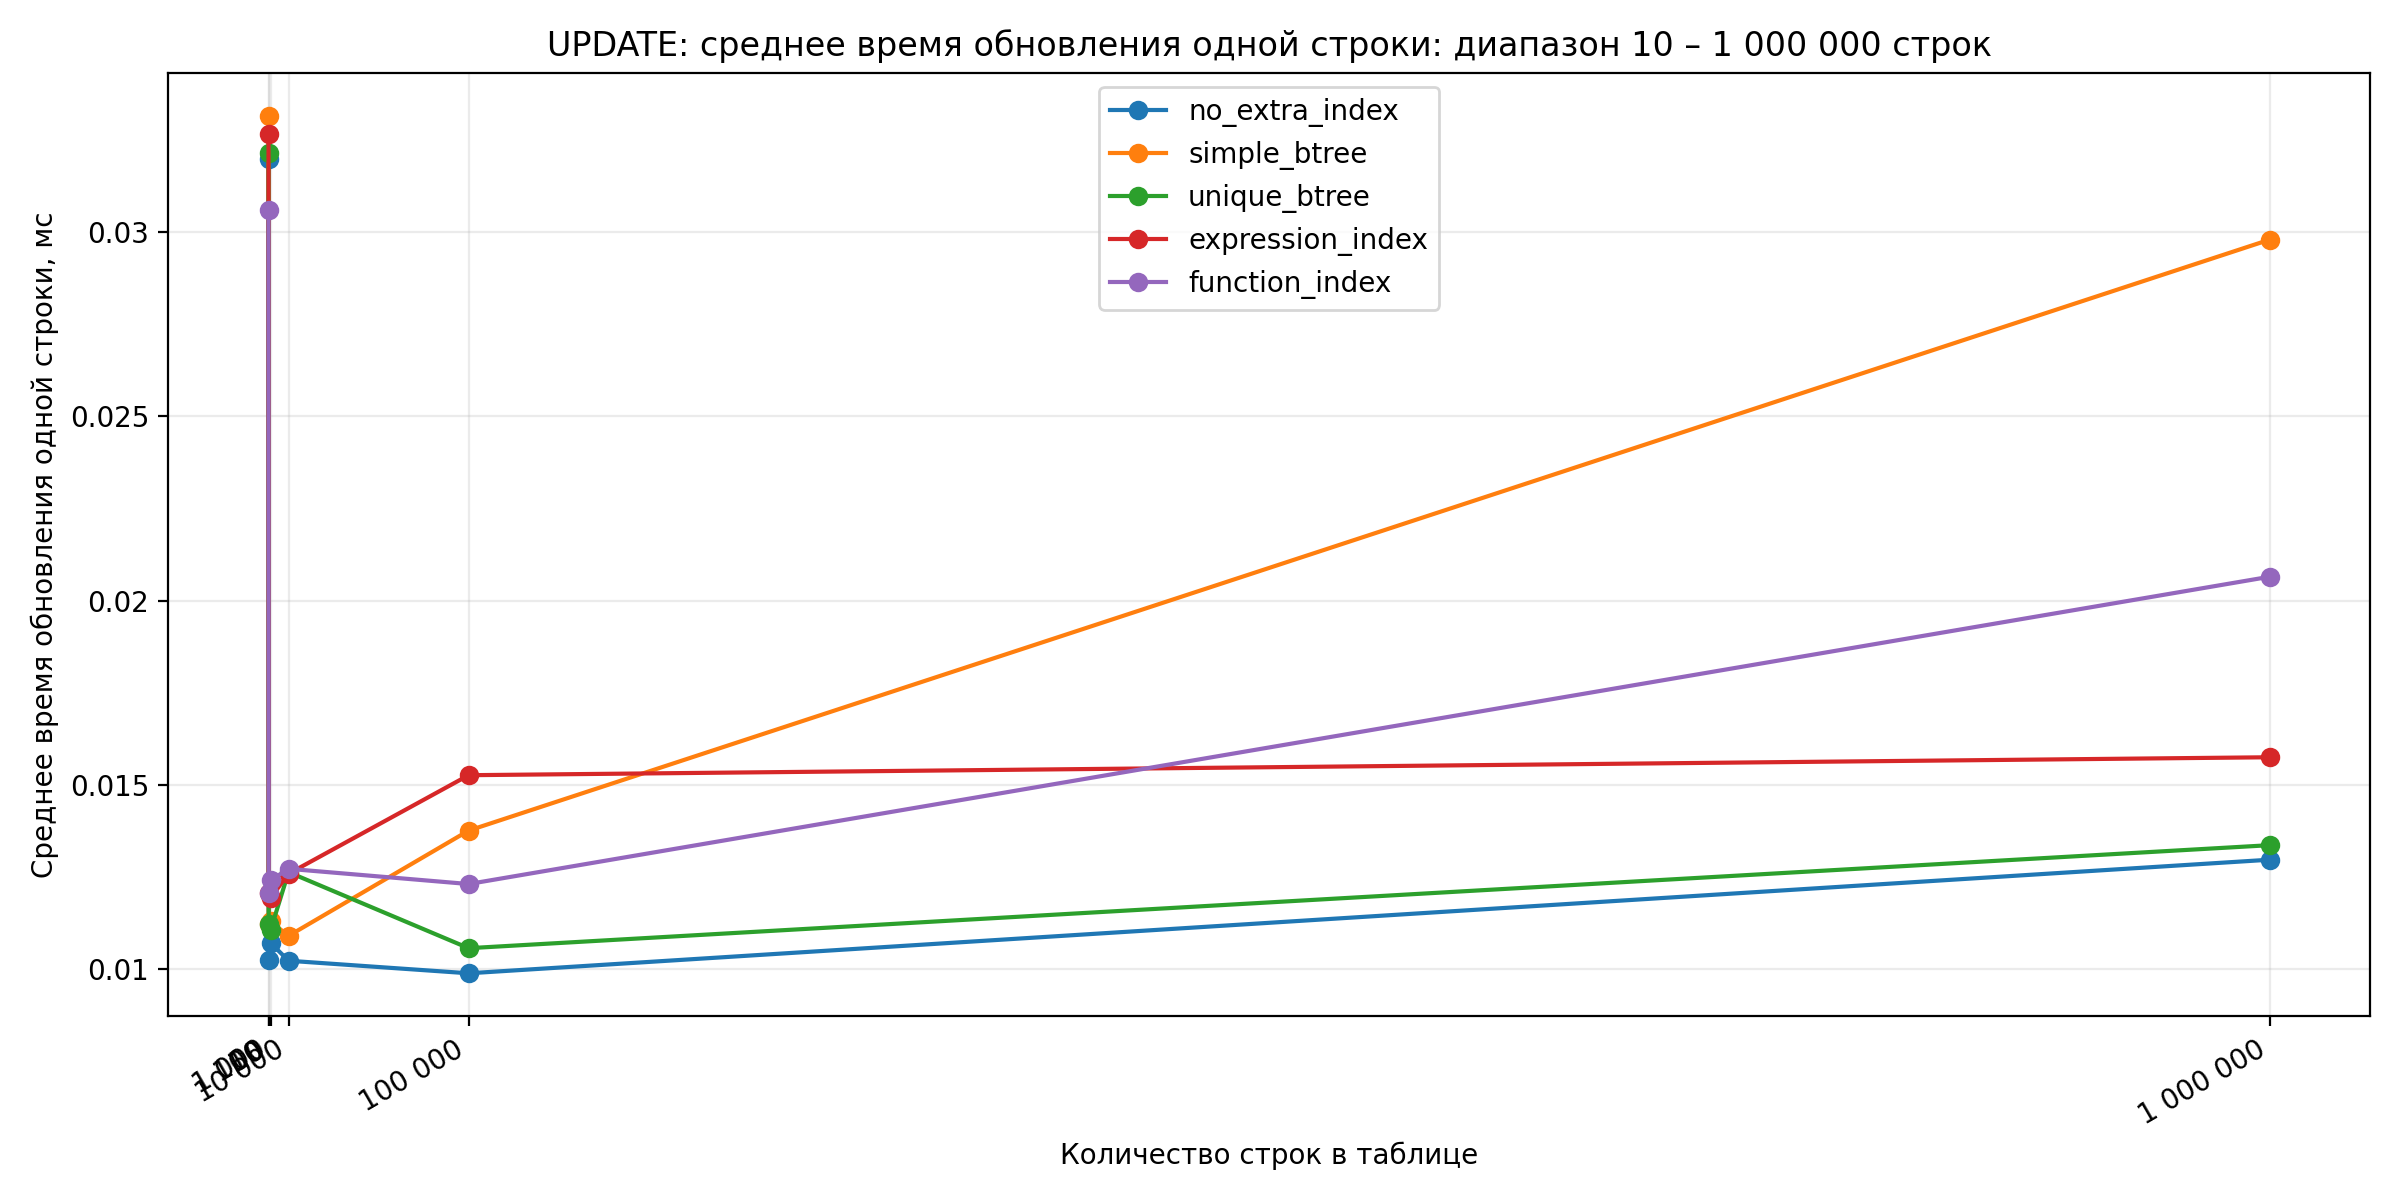 UPDATE: среднее время обновления одной строки: диапазон 10 – 1 000 000 строк
no_extra_index
simple_btree
unique_btree
expression_index
function_index
Среднее время обновления одной строки, мс
0.03
0.025
0.02
0.015
0.01
1 000
10 000
100 000
1 000 000
Количество строк в таблице